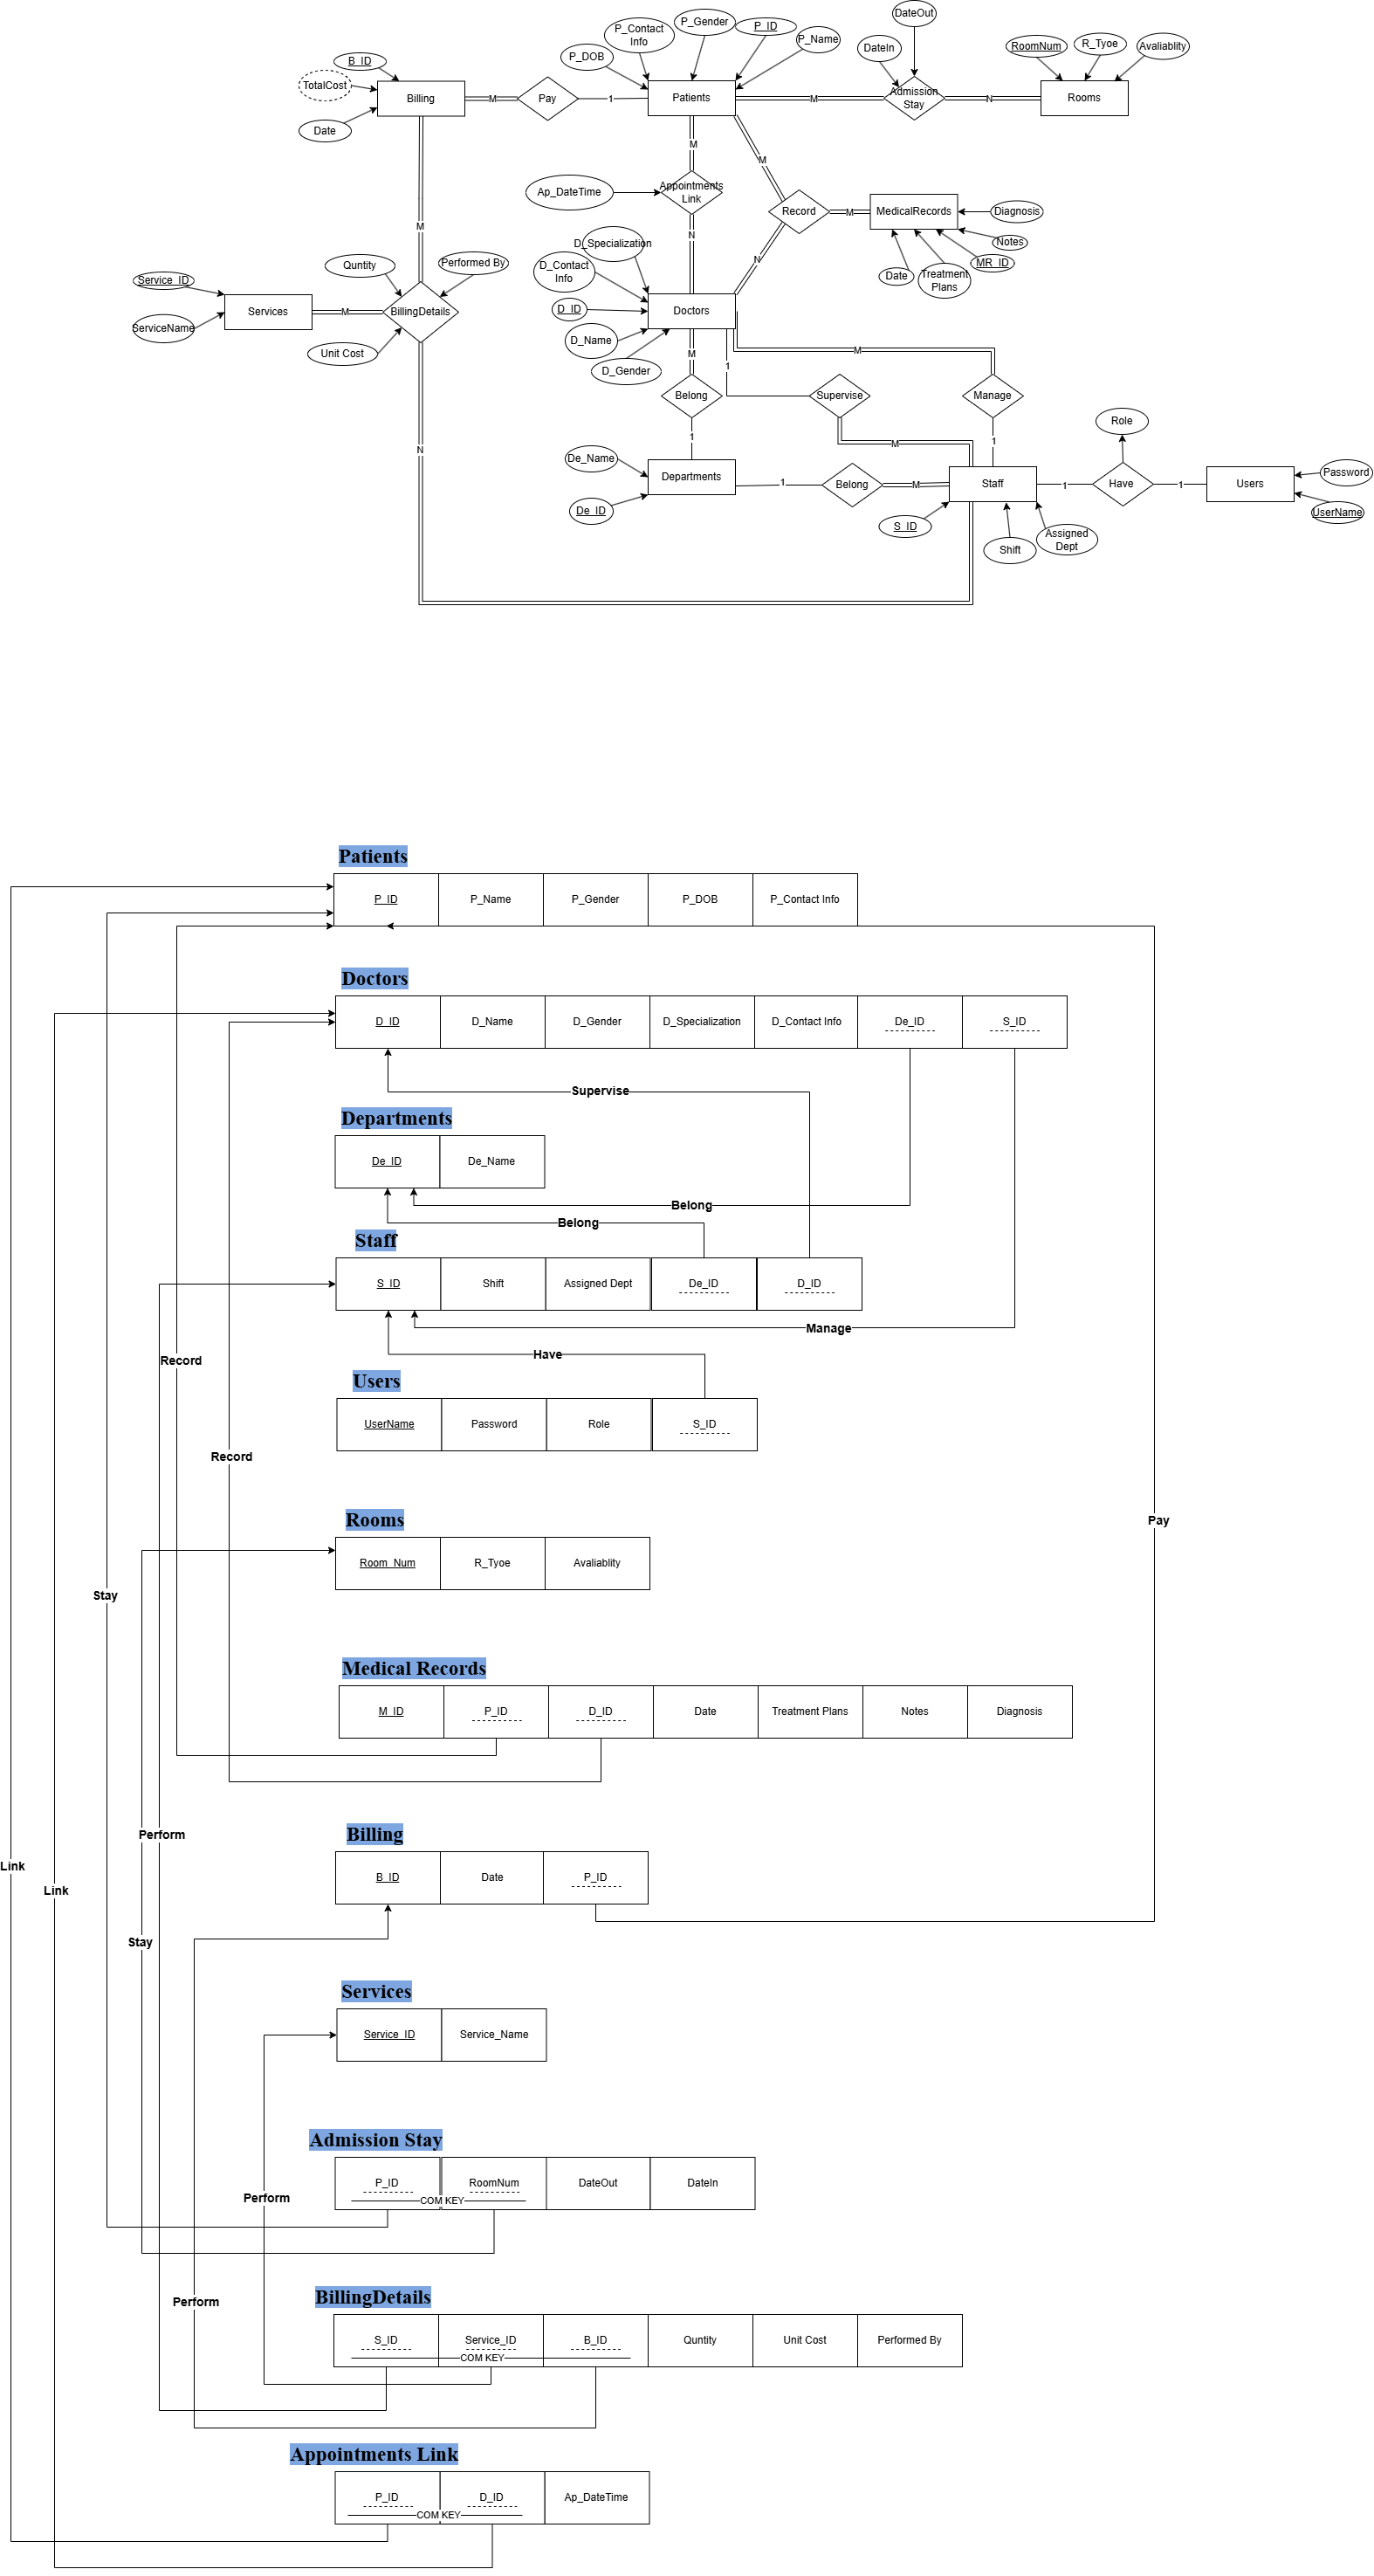 DateOut
P_Gender
P_ID
P_Contact
Info
P_Name
DateIn
RoomNum
R_Tyoe
Avaliablity
P_DOB
B_ID
TotalCost
Date
Billing
M
Pay
1
Patients
M
Admission
Stay
N
Rooms
M
M
Ap_DateTime
Appointments
Link
Record
M
MedicalRecords
Diagnosis
Notes
MR_ID
Treatment
Plans
Date
M
N
N
D_Specialization
D_Contact
Info
D_ID
D_Name
D_Gender
Doctors
Quntity
Performed By
Service_ID
ServiceName
Services
M
BillingDetails
Unit Cost
M
1
M
Belong
Supervise
Manage
1
1
M
N
Role
De_Name
De_ID
Departments
1
Belong
M
Staff
1
Have
1
Users
Password
UserName
S_ID
Shift
Assigned
Dept
Patients
P_ID P_Name P_Gender P_DOB P_Contact Info
Doctors
D_ID D_Name D_Gender D_Specialization D_Contact Info De_ID S_ID
Supervise
Departments
De_ID De_Name
Belong
Belong
Staff
S_ID Shift Assigned Dept De_ID D_ID
Manage
Have
Record
Users
UserName Password Role S_ID
Record
Rooms
Pay
Room_Num R_Tyoe Avaliablity
Stay
Medical Records
M_ID P_ID D_ID Date Treatment Plans Notes Diagnosis
Billing
Perform
Link
B_ID Date P_ID
Link
Stay
Services
Service_ID Service_Name
Admission Stay
P_ID RoomNum DateOut DateIn
COM KEY
Perform
BillingDetails
Perform
S_ID Service_ID B_ID Quntity Unit Cost Performed By
COM KEY
Appointments Link
P_ID D_ID Ap_DateTime
COM KEY